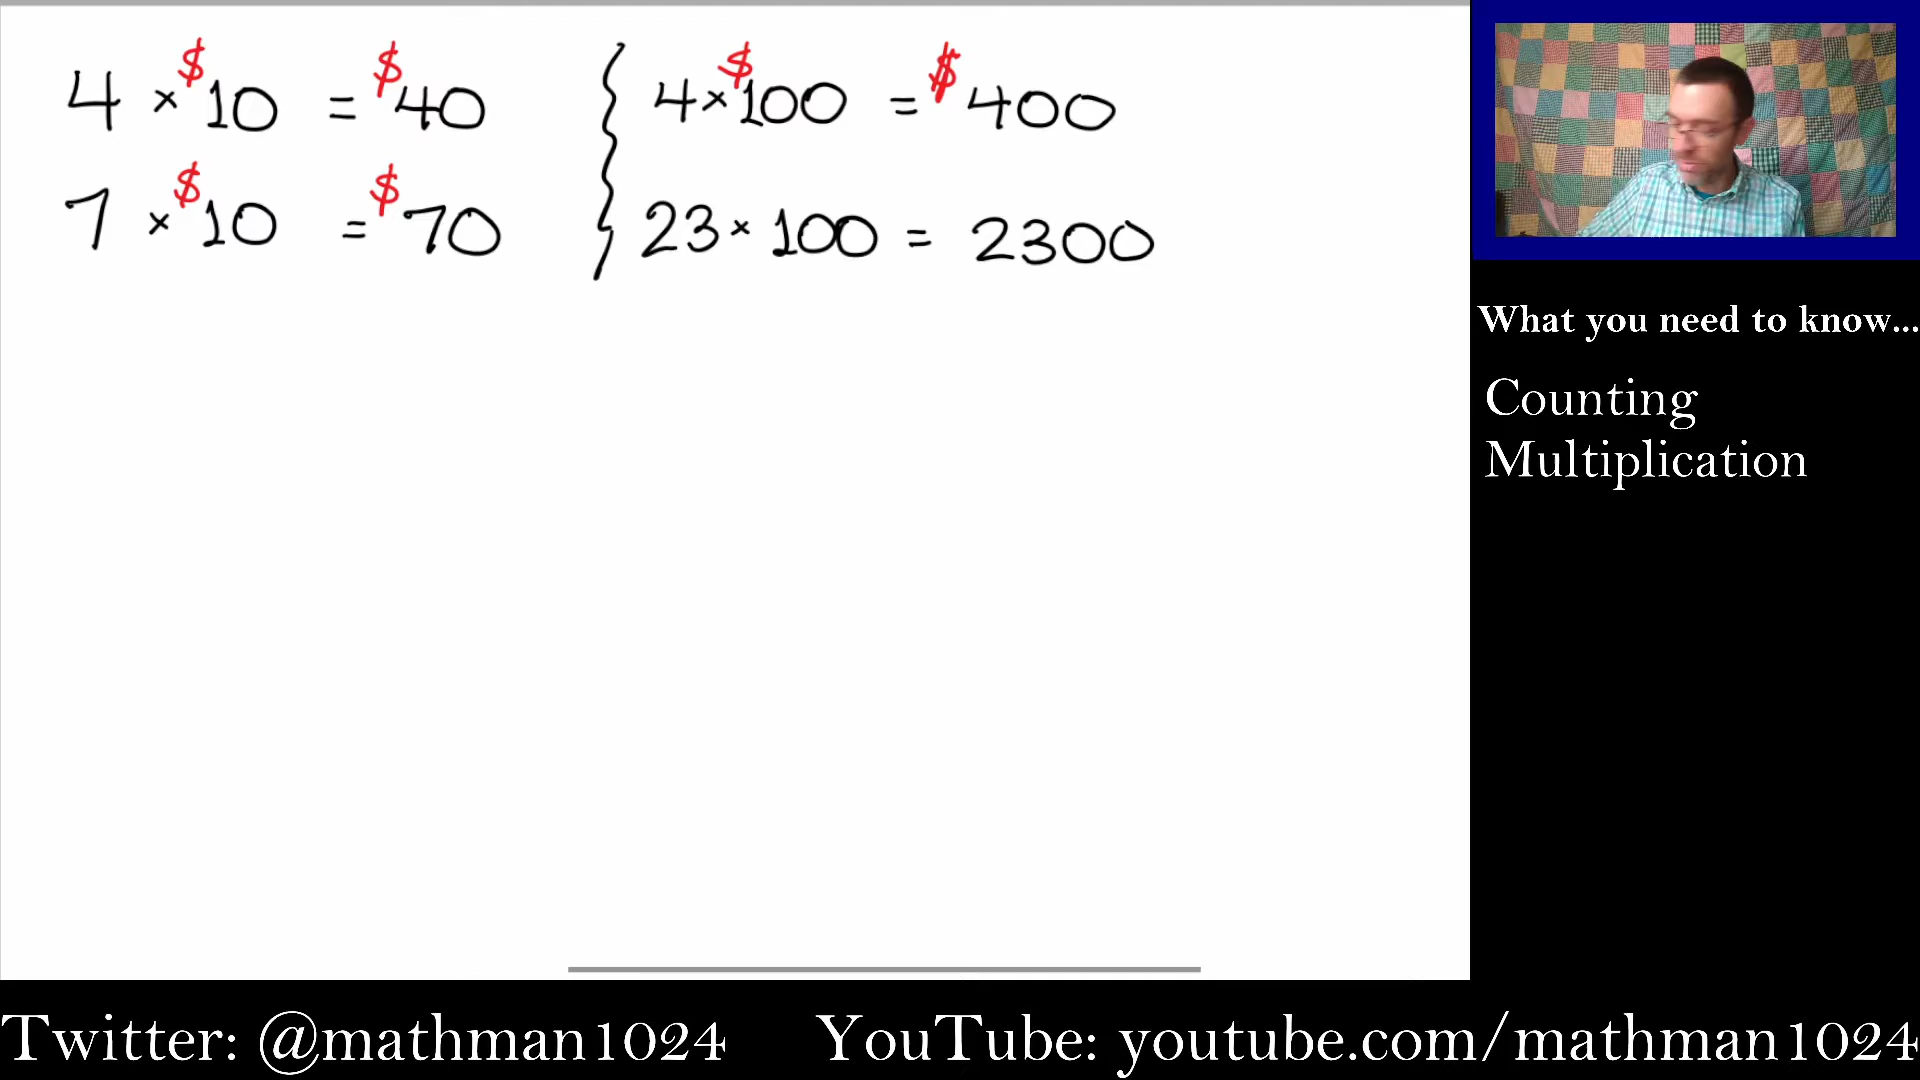 4 × $10 = $40
7 × $10 = $70
4 × $100 = $400
23 × 100 = 2300
What you need to know...
Counting
Multiplication
Twitter: @mathman1024 YouTube: youtube.com/mathman1024